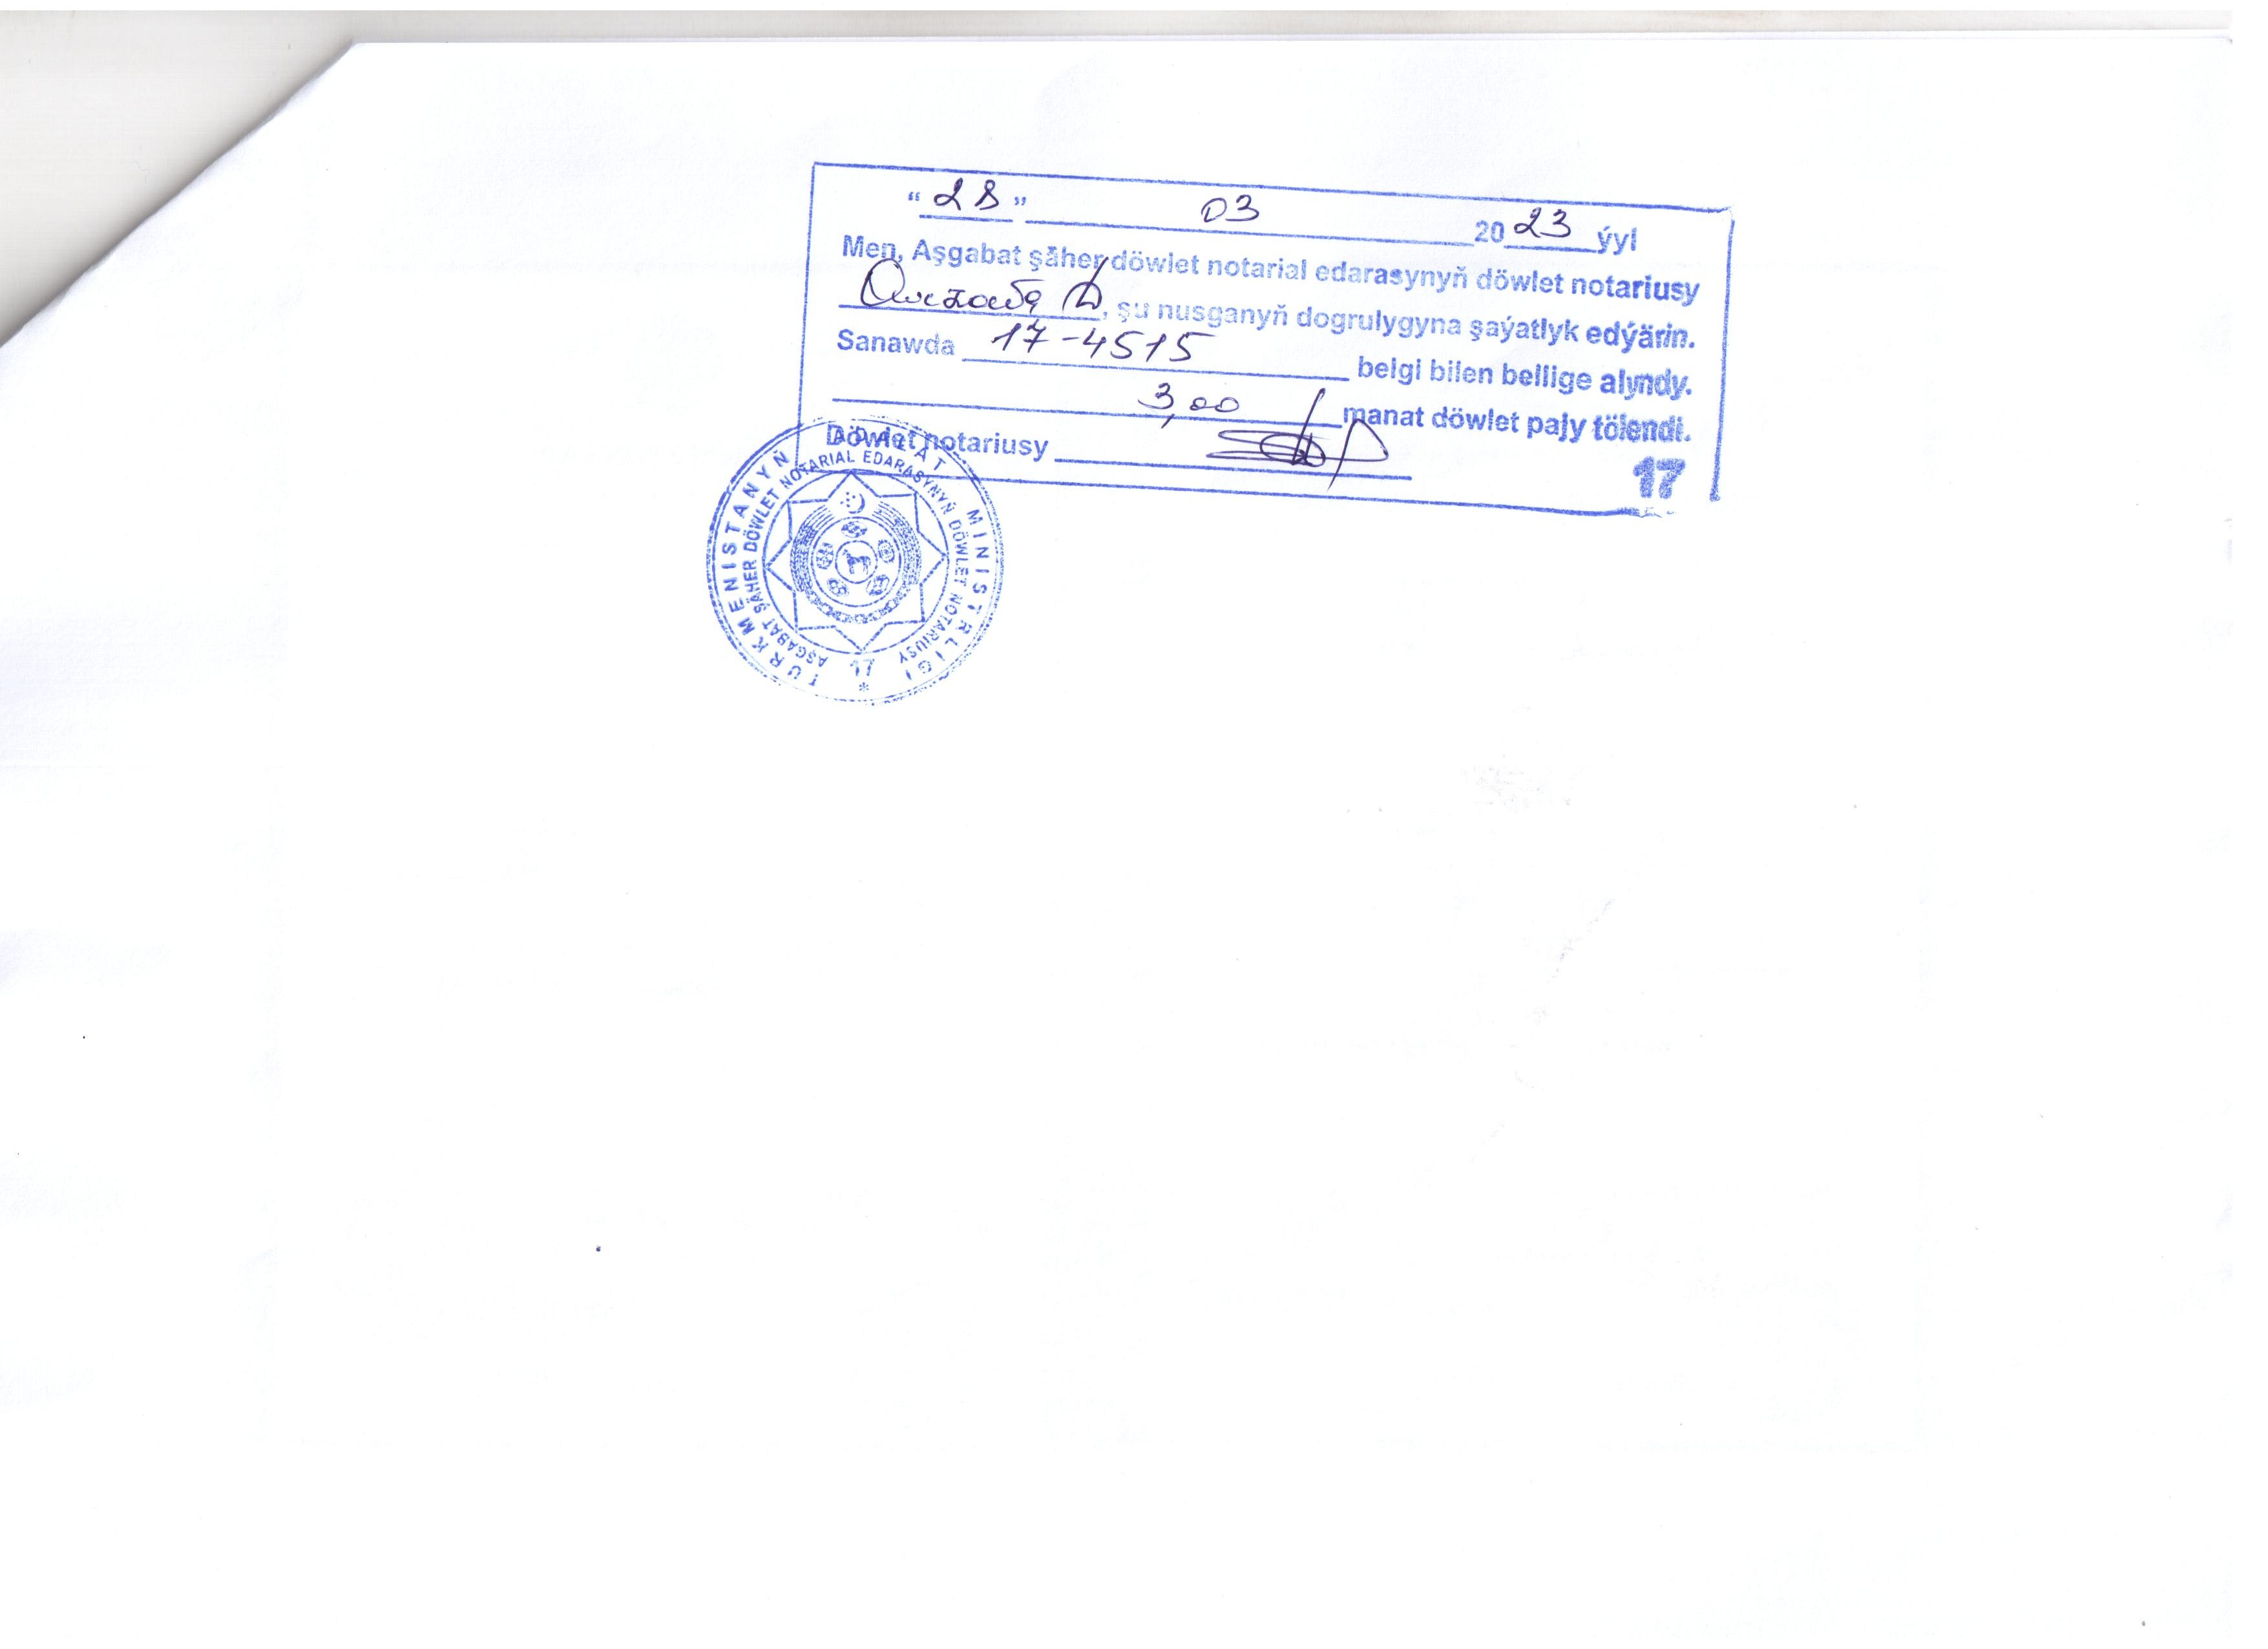 “28” 03 2023 ýyl
Men, Aşgabat şäher döwlet notarial edarasynyň döwlet notariusy
, şu nusganyň dogrulygyna şaýatlyk edýärin.
Sanawda 17-4515 belgi bilen bellige alyndy.
3,00 manat döwlet pajy tölendi.
Döwlet notariusy
17
TÜRKMENISTANYŇ ADALAT MINISTRLIGI
AŞGABAT ŞÄHER DÖWLET NOTARIAL EDARASYNYŇ DÖWLET NOTARIUSY
17
*